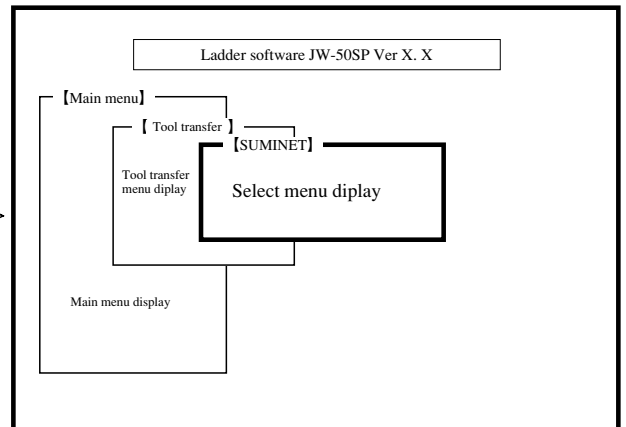 Ladder software JW-50SP Ver X. X
【Main menu】
【 Tool transfer 】
【SUMINET】
Tool transfer
menu diplay
Select menu diplay
Main menu display